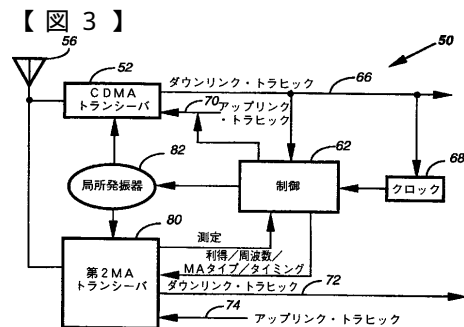 【図3】
56
50
52
CDMA
トランシーバ
ダウンリンク・トラヒック
66
70
アップリンク
・トラヒック
82
62
68
局所発振器
制御
クロック
80
測定
利得/周波数/
MAタイプ/タイミング
第2MA
トランシーバ
72
ダウンリンク・トラヒック
74
アップリンク・トラヒック